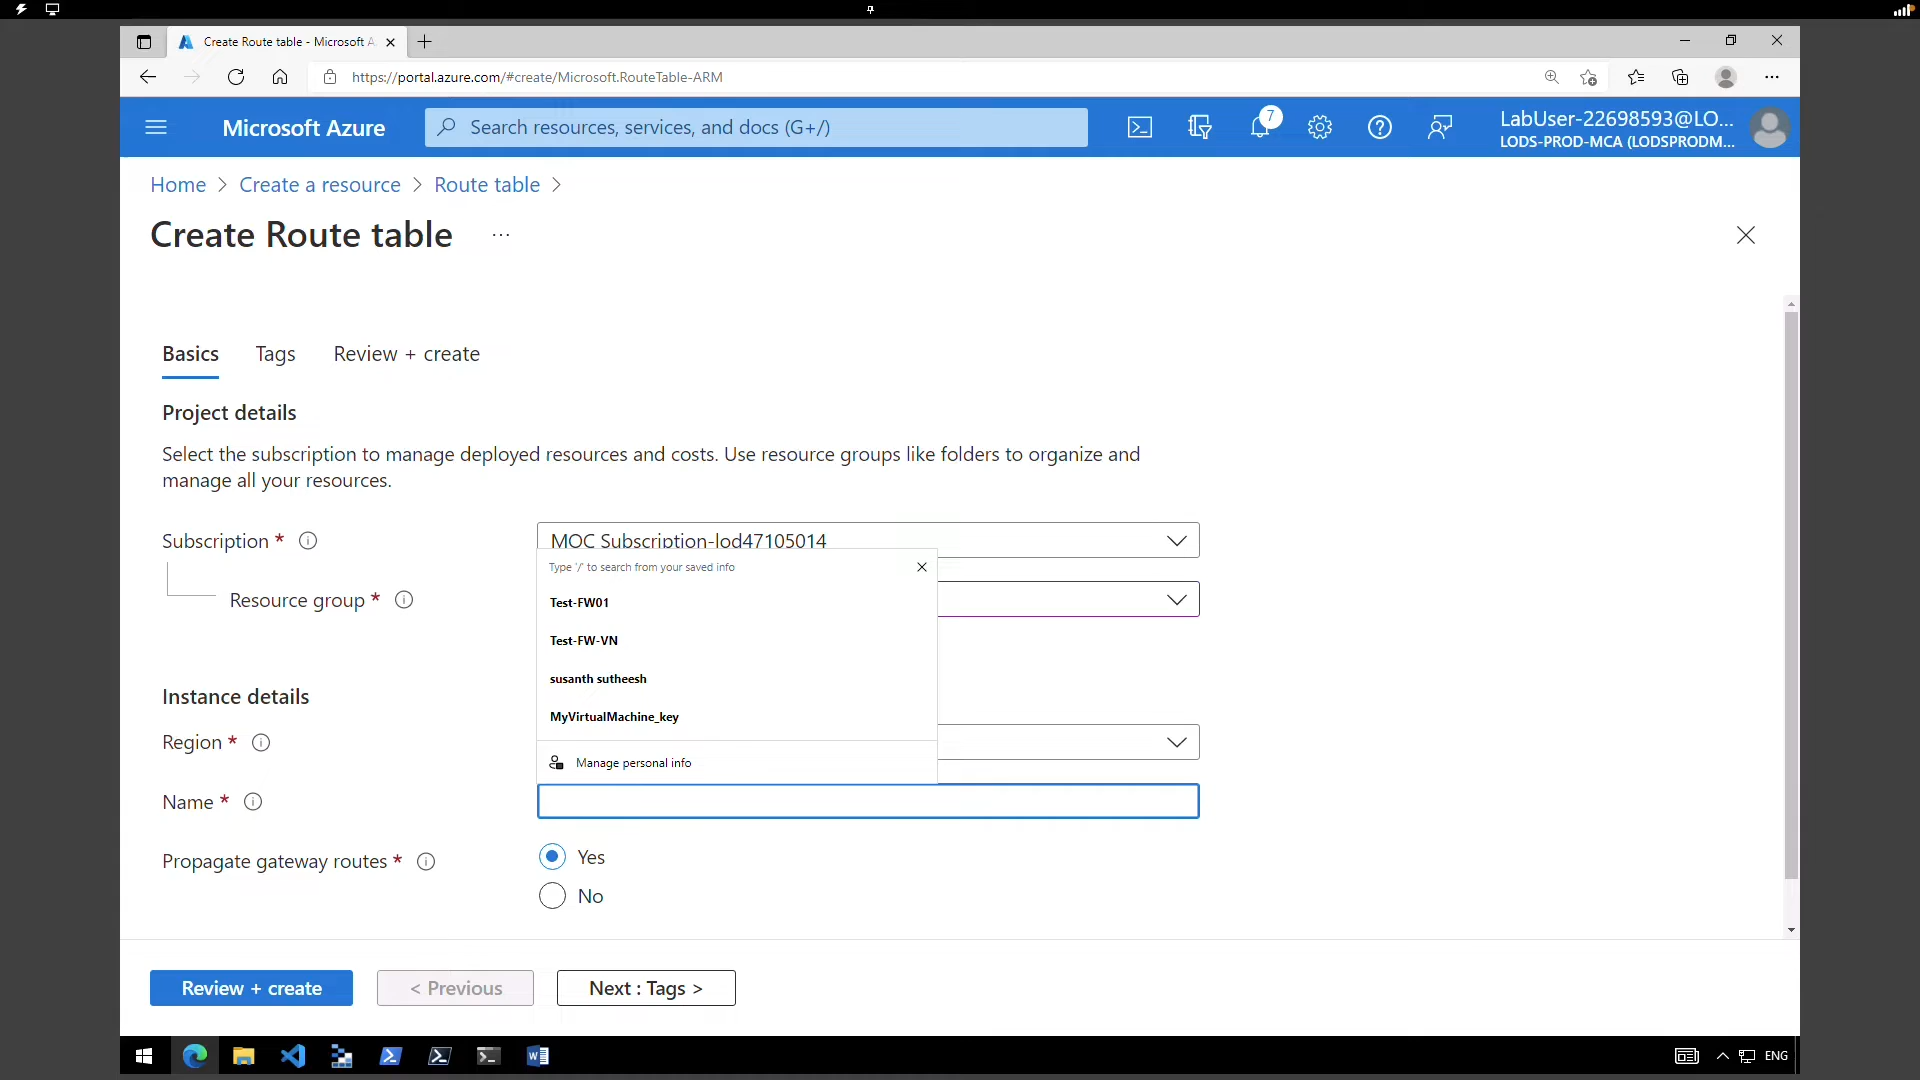 Create Route table - Microsoft A
https://portal.azure.com/#create/Microsoft.RouteTable-ARM
Microsoft Azure
Search resources, services, and docs (G+/)
7
LabUser-22698593@LO...
LODS-PROD-MCA (LODSPRODM...
Home > Create a resource > Route table >
Create Route table ...
Basics
Tags
Review + create
Project details
Select the subscription to manage deployed resources and costs. Use resource groups like folders to organize and
manage all your resources.
Subscription *
MOC Subscription-lod47105014
Type '/' to search from your saved info
Test-FW01
Resource group *
Test-FW-VN
susanth sutheesh
Instance details
MyVirtualMachine_key
Region *
Manage personal info
Name *
Propagate gateway routes *
Yes
No
Review + create
< Previous
Next : Tags >
ENG